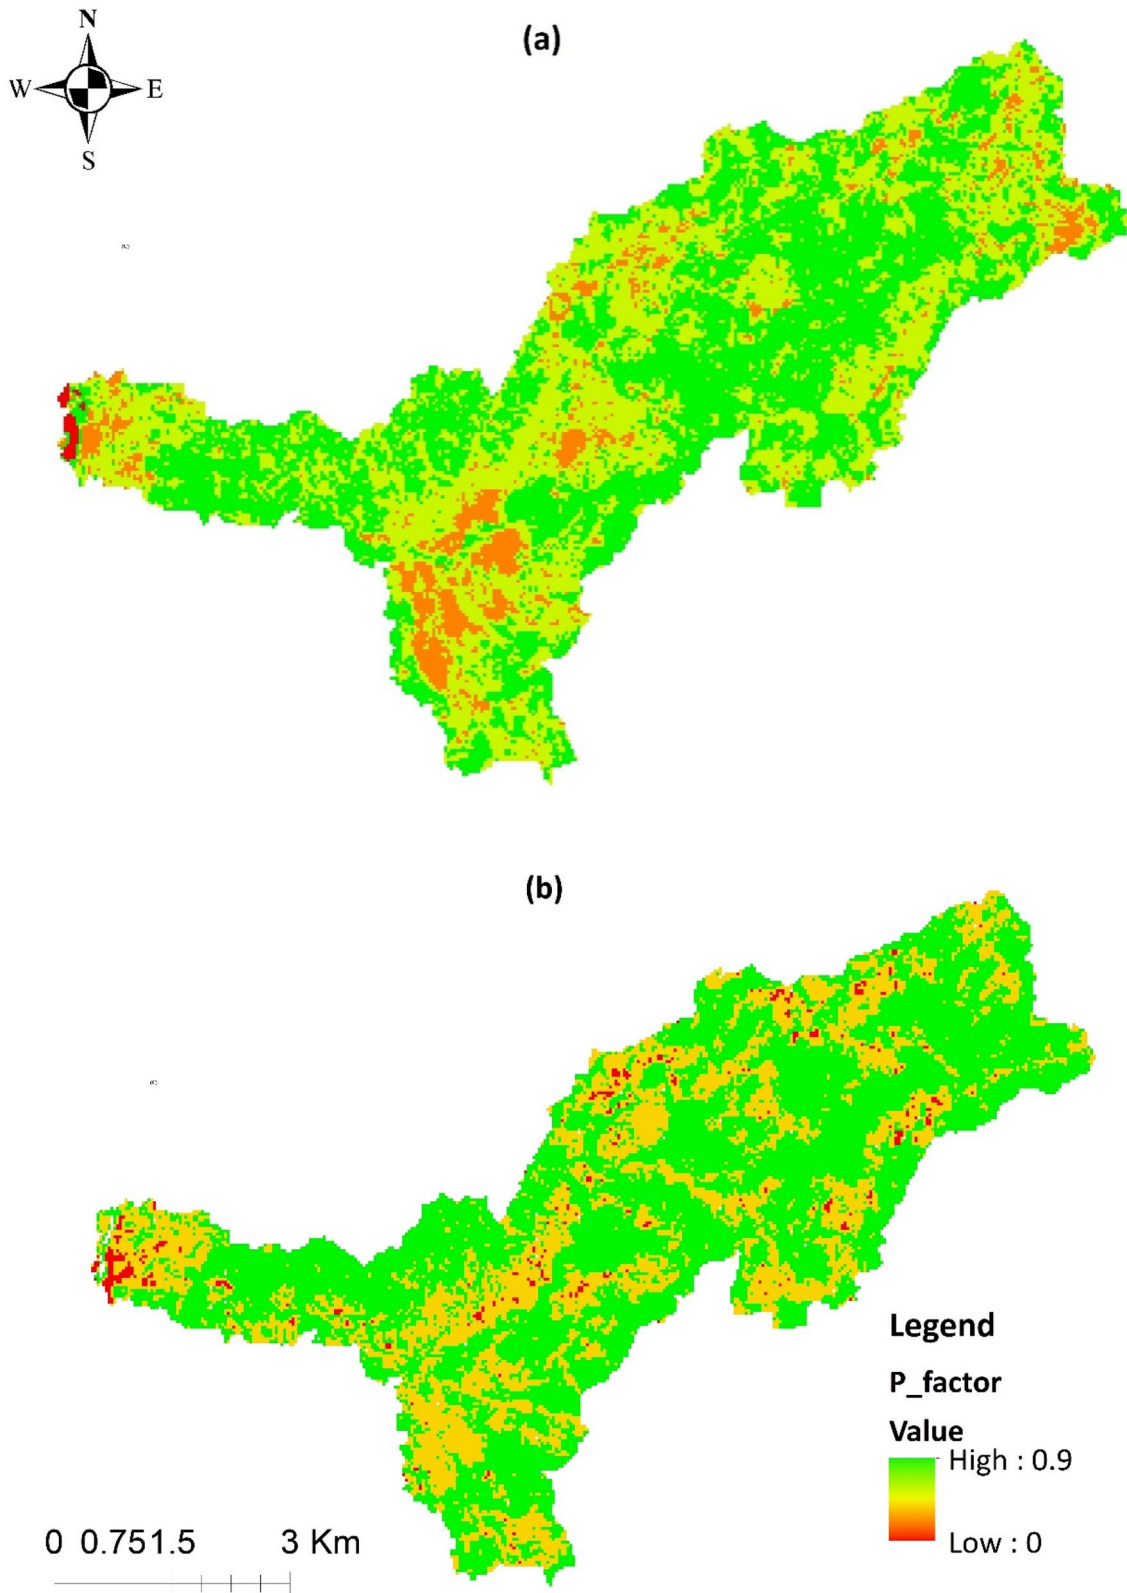 N
(a)
W E
S
(b)
Legend
P_factor
Value
High : 0.9
Low : 0
0 0.751.5 3 Km